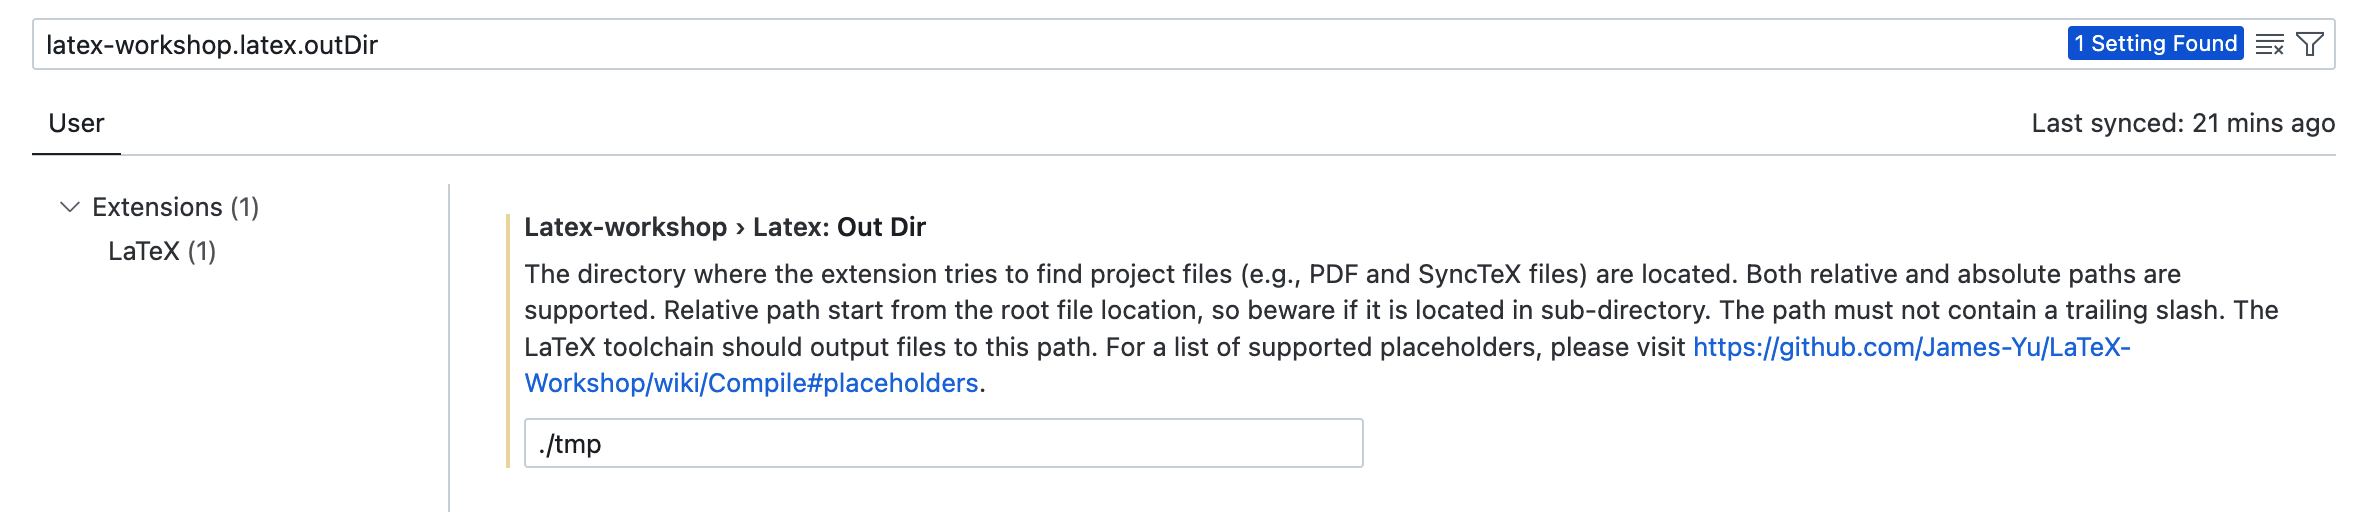 latex-workshop.latex.outDir
1 Setting Found
User
Last synced: 21 mins ago
Extensions (1)
LaTeX (1)
Latex-workshop › Latex: Out Dir
The directory where the extension tries to find project files (e.g., PDF and SyncTeX files) are located. Both relative and absolute paths are
supported. Relative path start from the root file location, so beware if it is located in sub-directory. The path must not contain a trailing slash. The
LaTeX toolchain should output files to this path. For a list of supported placeholders, please visit https://github.com/James-Yu/LaTeX-
Workshop/wiki/Compile#placeholders.
./tmp